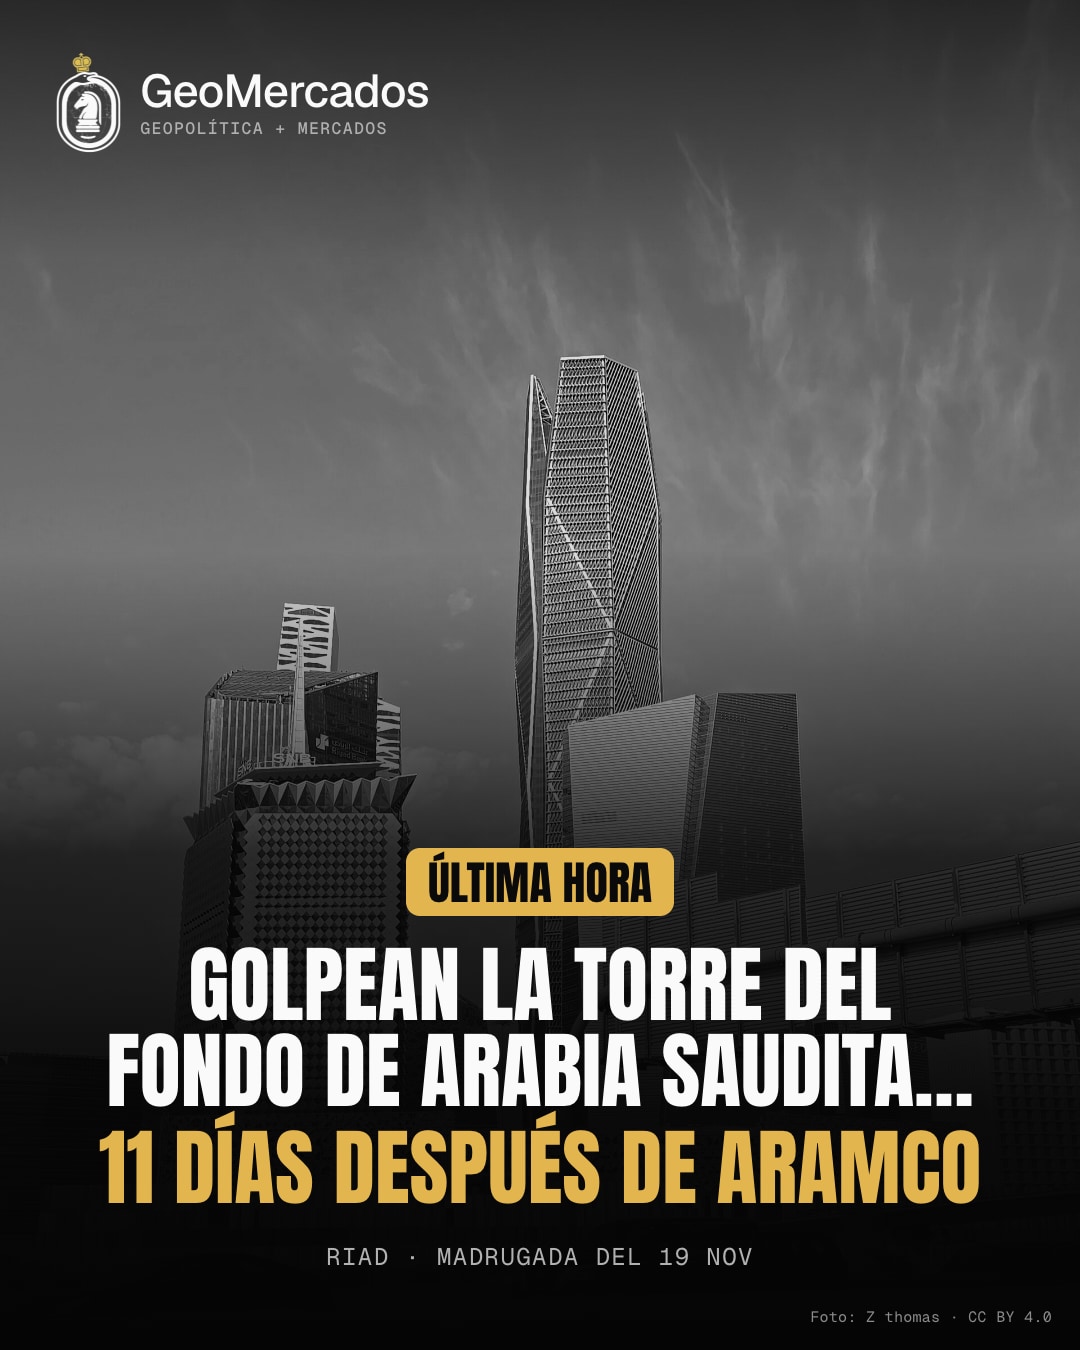 GeoMercados
GEOPOLÍTICA + MERCADOS
SNB
ÚLTIMA HORA
GOLPEAN LA TORRE DEL
FONDO DE ARABIA SAUDITA...
11 DÍAS DESPUÉS DE ARAMCO
RIAD · MADRUGADA DEL 19 NOV
Foto: Z thomas · CC BY 4.0